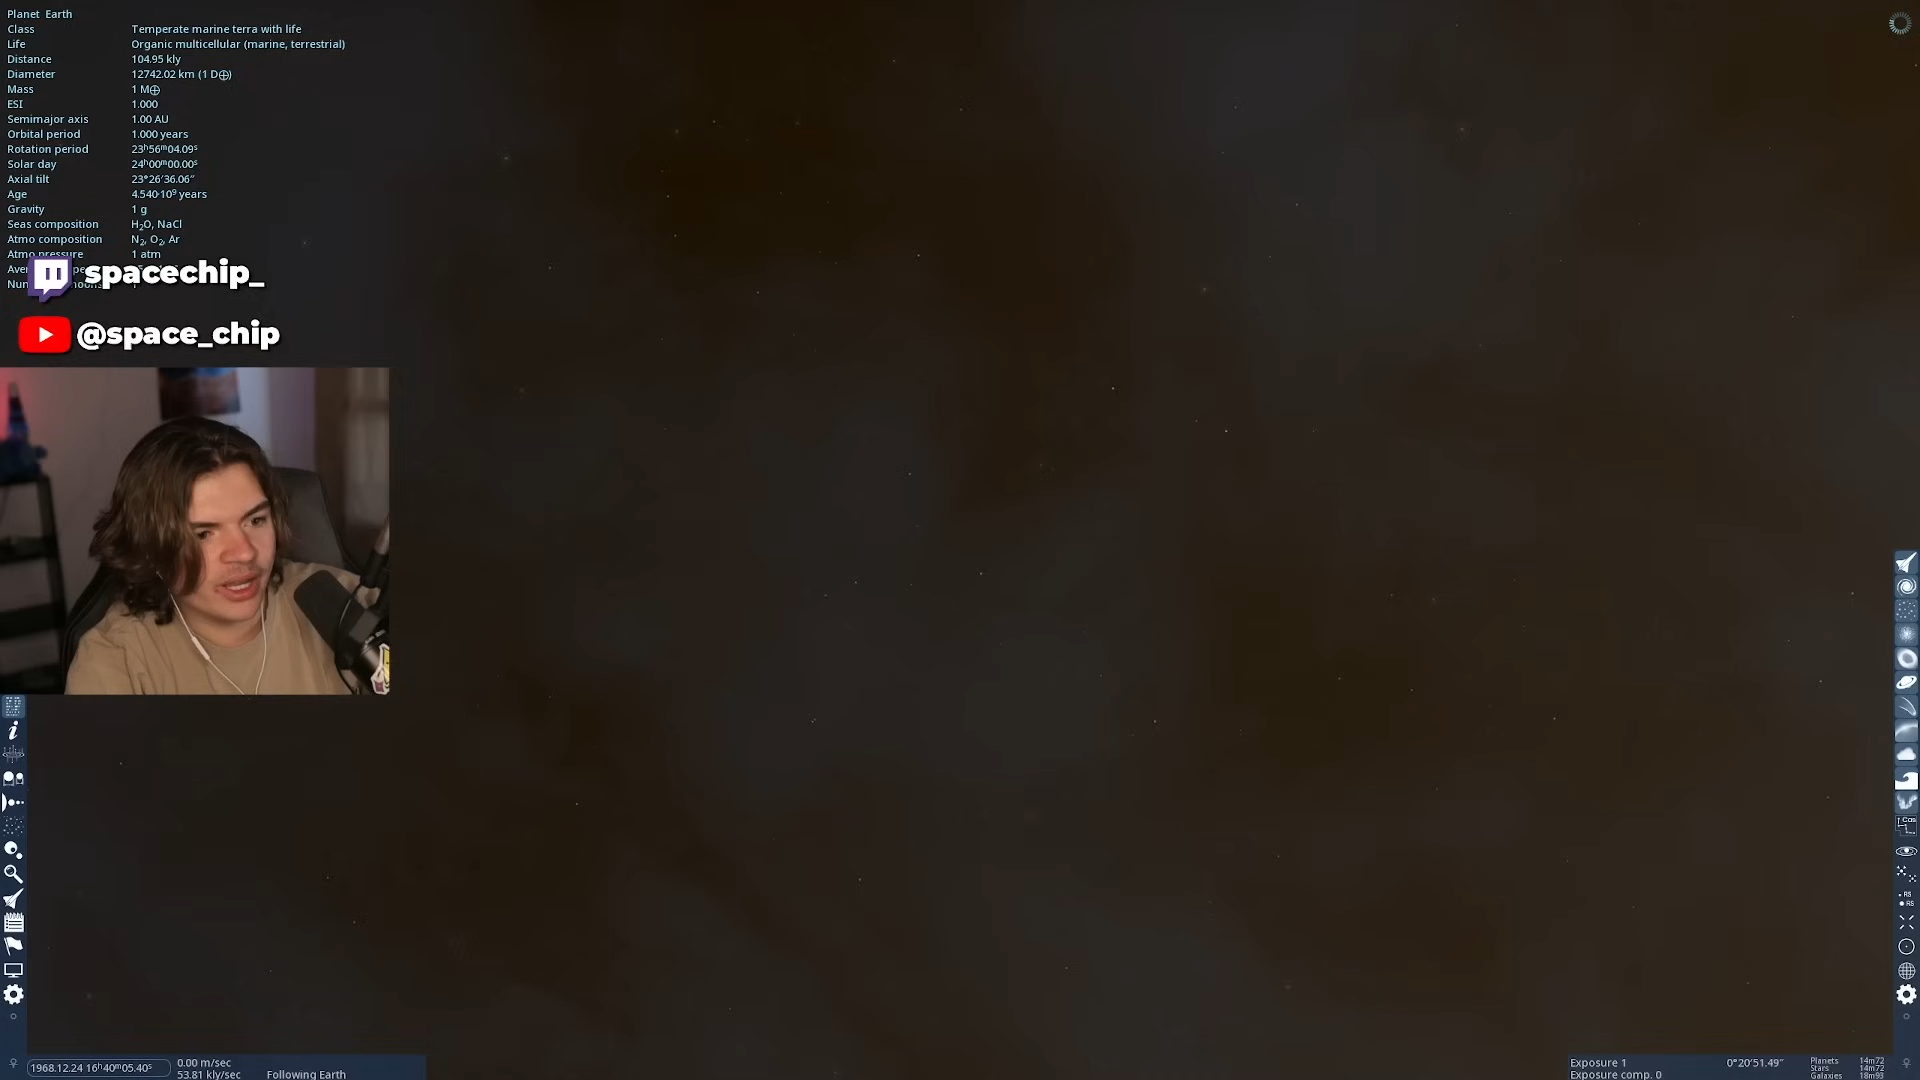 Planet Earth
Class Temperate marine terra with life
Life Organic multicellular (marine, terrestrial)
Distance 104.95 kly
Diameter 12742.02 km (1 D⊕)
Mass 1 M⊕
ESI 1.000
Semimajor axis 1.00 AU
Orbital period 1.000 years
Rotation period 23ʰ56ᵐ04.09ˢ
Solar day 24ʰ00ᵐ00.00ˢ
Axial tilt 23°26′36.06″
Age 4.540·10⁹ years
Gravity 1 g
Seas composition H₂O, NaCl
Atmo composition N₂, O₂, Ar
Atmo pressure 1 atm
spacechip_
@space_chip
1968.12.24 16ʰ40ᵐ05.40ˢ
0.00 m/sec
53.81 kly/sec Following Earth
Exposure 1 0°20′51.49″
Exposure comp. 0
Planets 14m72
Stars 14m72
Galaxies 18m93